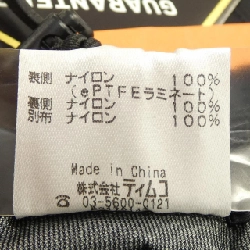 GUARANTEE
表側 ナイロン 100%
(ePTFEラミネート)
裏側 ナイロン 100%
別布 ナイロン 100%
Made in China
株式会社ティムコ
☎ 03-5600-0121